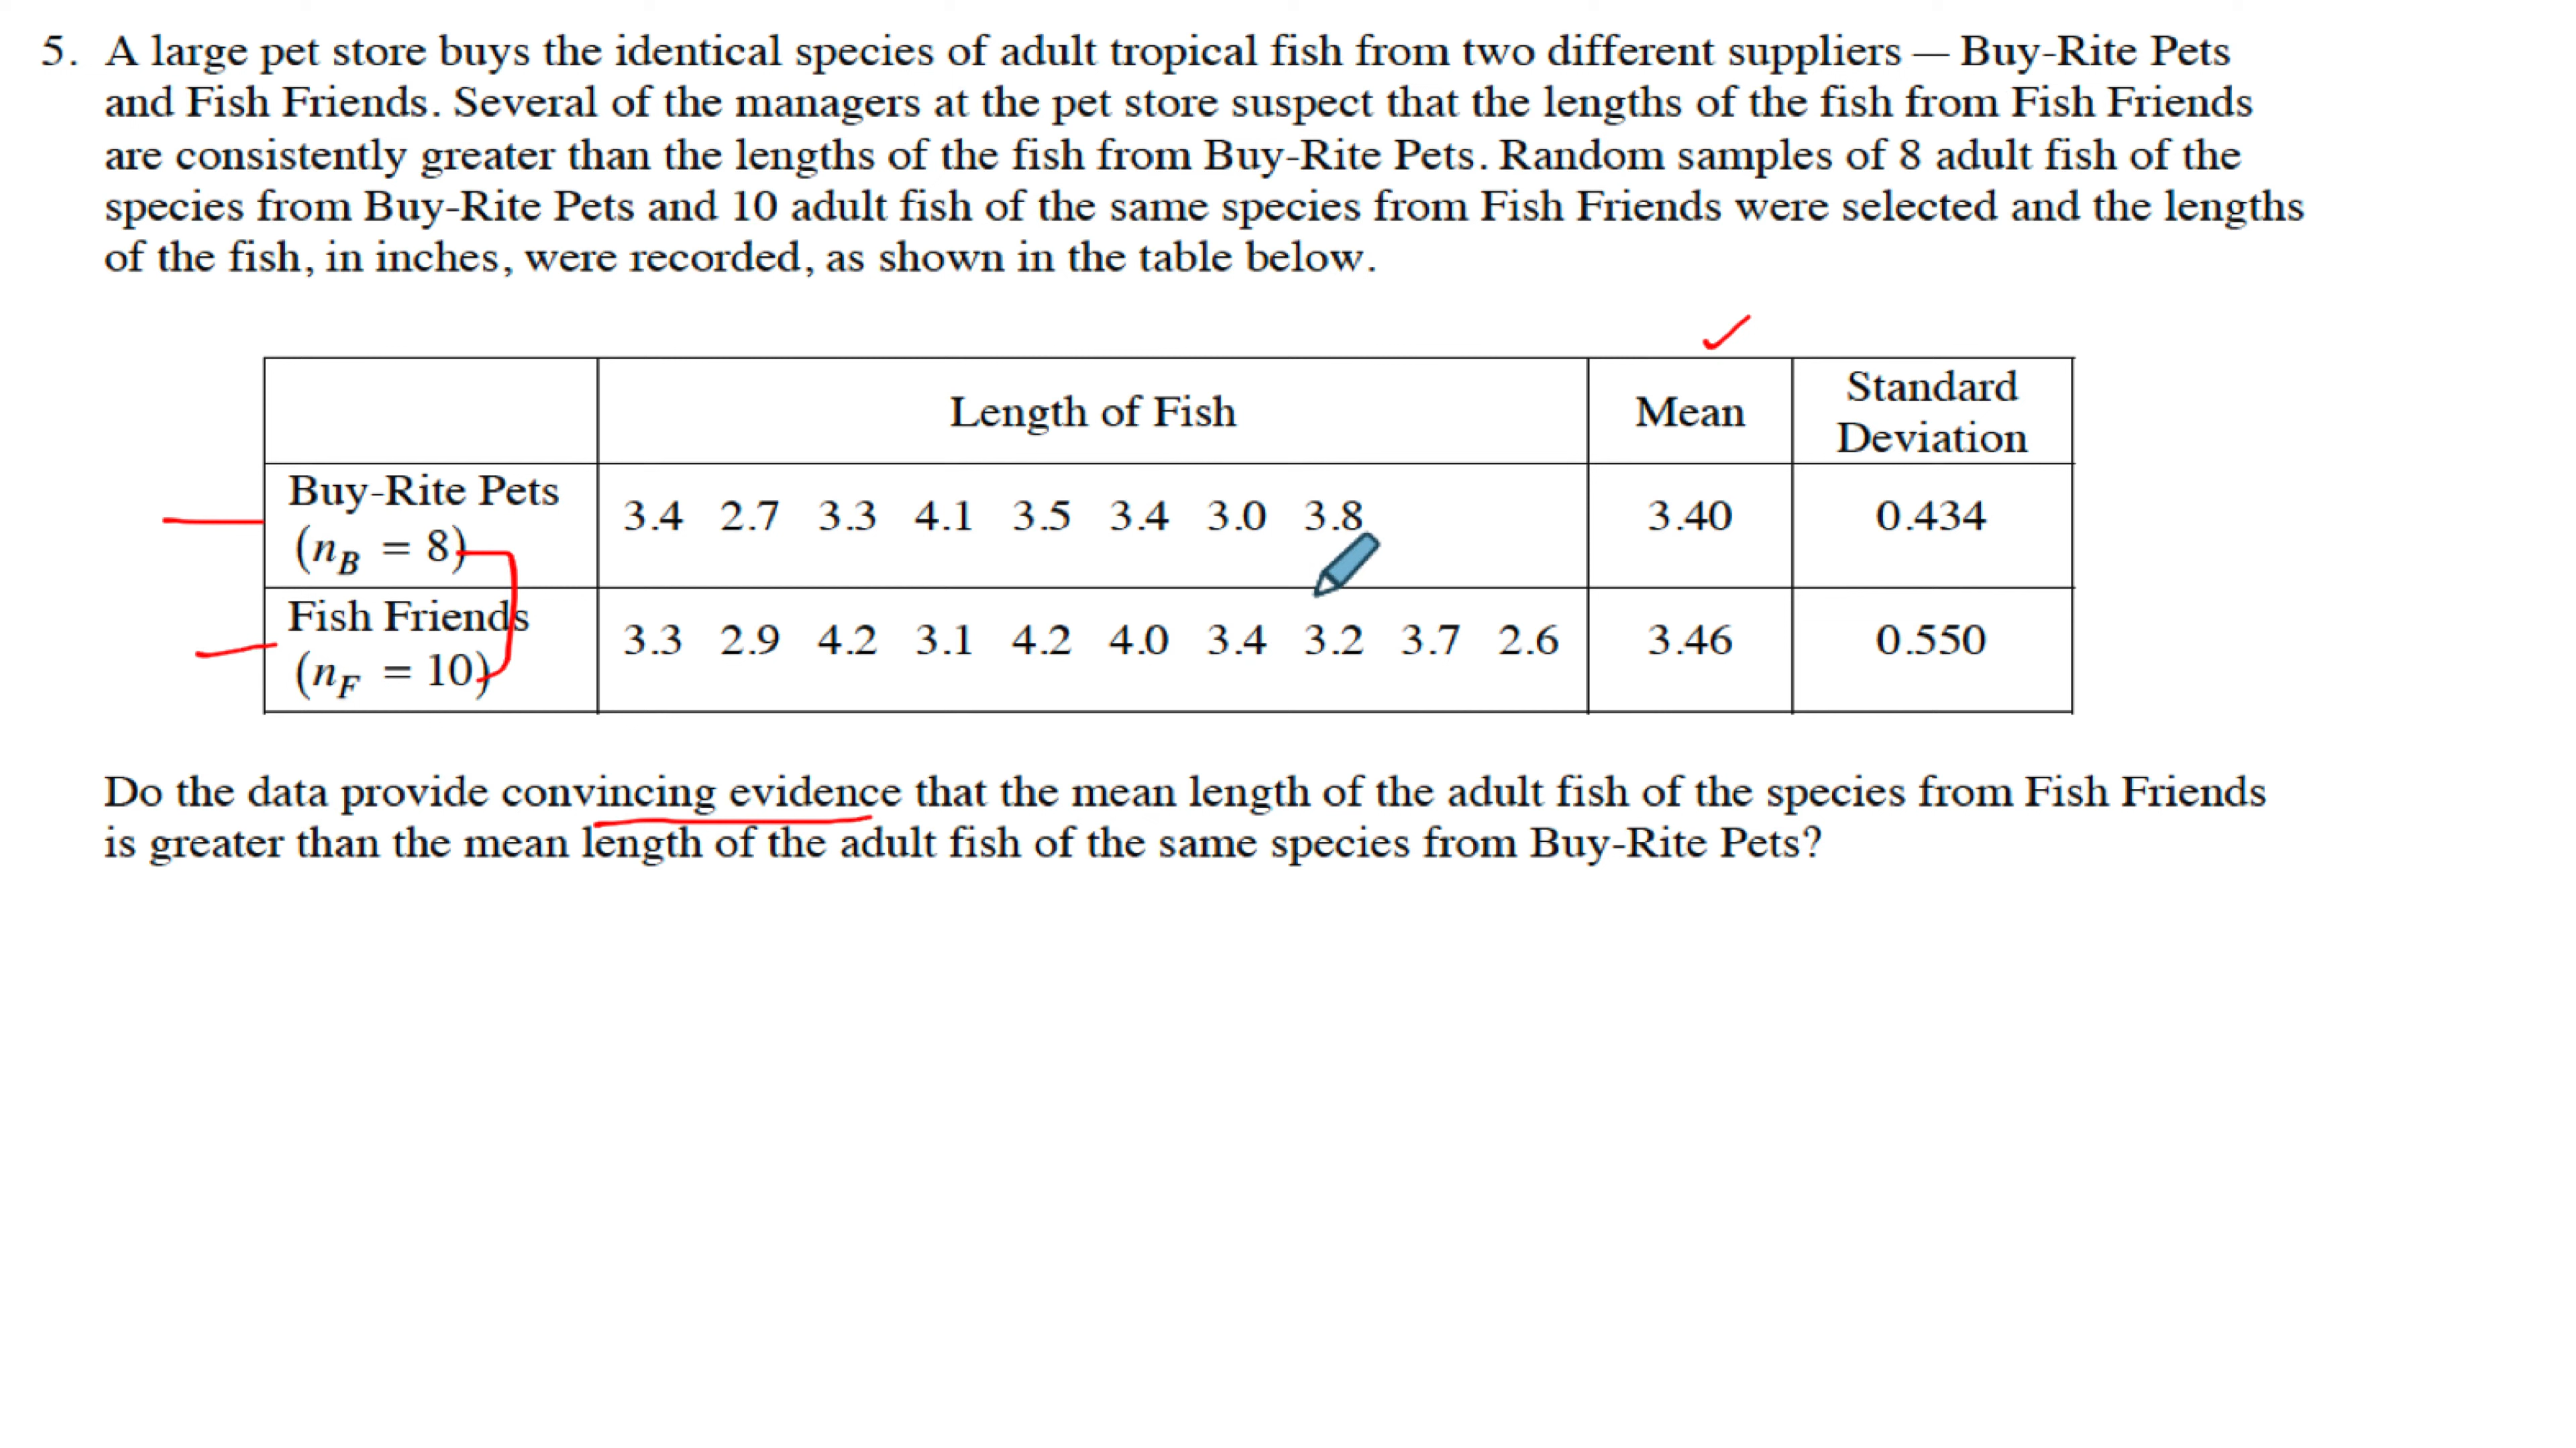 5. A large pet store buys the identical species of adult tropical fish from two different suppliers — Buy-Rite Pets
and Fish Friends. Several of the managers at the pet store suspect that the lengths of the fish from Fish Friends
are consistently greater than the lengths of the fish from Buy-Rite Pets. Random samples of 8 adult fish of the
species from Buy-Rite Pets and 10 adult fish of the same species from Fish Friends were selected and the lengths
of the fish, in inches, were recorded, as shown in the table below.
Length of Fish Mean Standard Deviation
Buy-Rite Pets
(n_B = 8) 3.4 2.7 3.3 4.1 3.5 3.4 3.0 3.8 3.40 0.434
Fish Friends
(n_F = 10) 3.3 2.9 4.2 3.1 4.2 4.0 3.4 3.2 3.7 2.6 3.46 0.550
Do the data provide convincing evidence that the mean length of the adult fish of the species from Fish Friends
is greater than the mean length of the adult fish of the same species from Buy-Rite Pets?